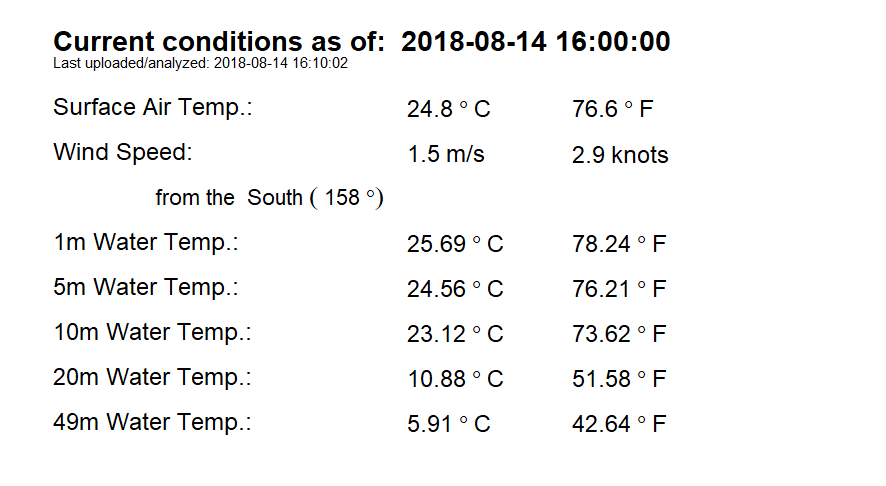 Current conditions as of: 2018-08-14 16:00:00
Last uploaded/analyzed: 2018-08-14 16:10:02
Surface Air Temp.: 24.8 ° C 76.6 ° F
Wind Speed: 1.5 m/s 2.9 knots
from the South ( 158 °)
1m Water Temp.: 25.69 ° C 78.24 ° F
5m Water Temp.: 24.56 ° C 76.21 ° F
10m Water Temp.: 23.12 ° C 73.62 ° F
20m Water Temp.: 10.88 ° C 51.58 ° F
49m Water Temp.: 5.91 ° C 42.64 ° F